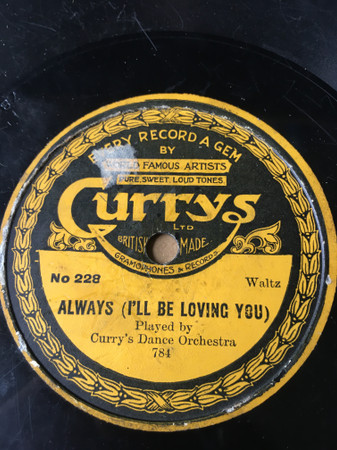 EVERY RECORD A GEM
BY
WORLD FAMOUS ARTISTS
PURE, SWEET, LOUD TONES.
Currys
LTD
BRITISH MADE.
GRAMOPHONES & RECORDS
No 228 Waltz
ALWAYS (I'LL BE LOVING YOU)
Played by
Curry's Dance Orchestra
784